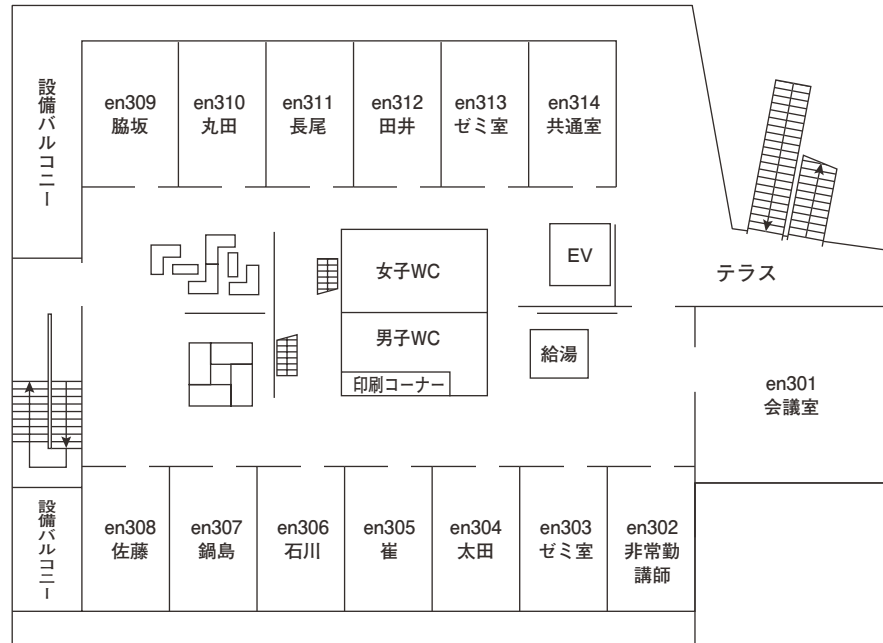 設備バルコニー
en309
脇坂
en310
丸田
en311
長尾
en312
田井
en313
ゼミ室
en314
共通室
女子WC
EV
テラス
男子WC
給湯
印刷コーナー
en301
会議室
設備バルコニー
en308
佐藤
en307
鍋島
en306
石川
en305
崔
en304
太田
en303
ゼミ室
en302
非常勤
講師